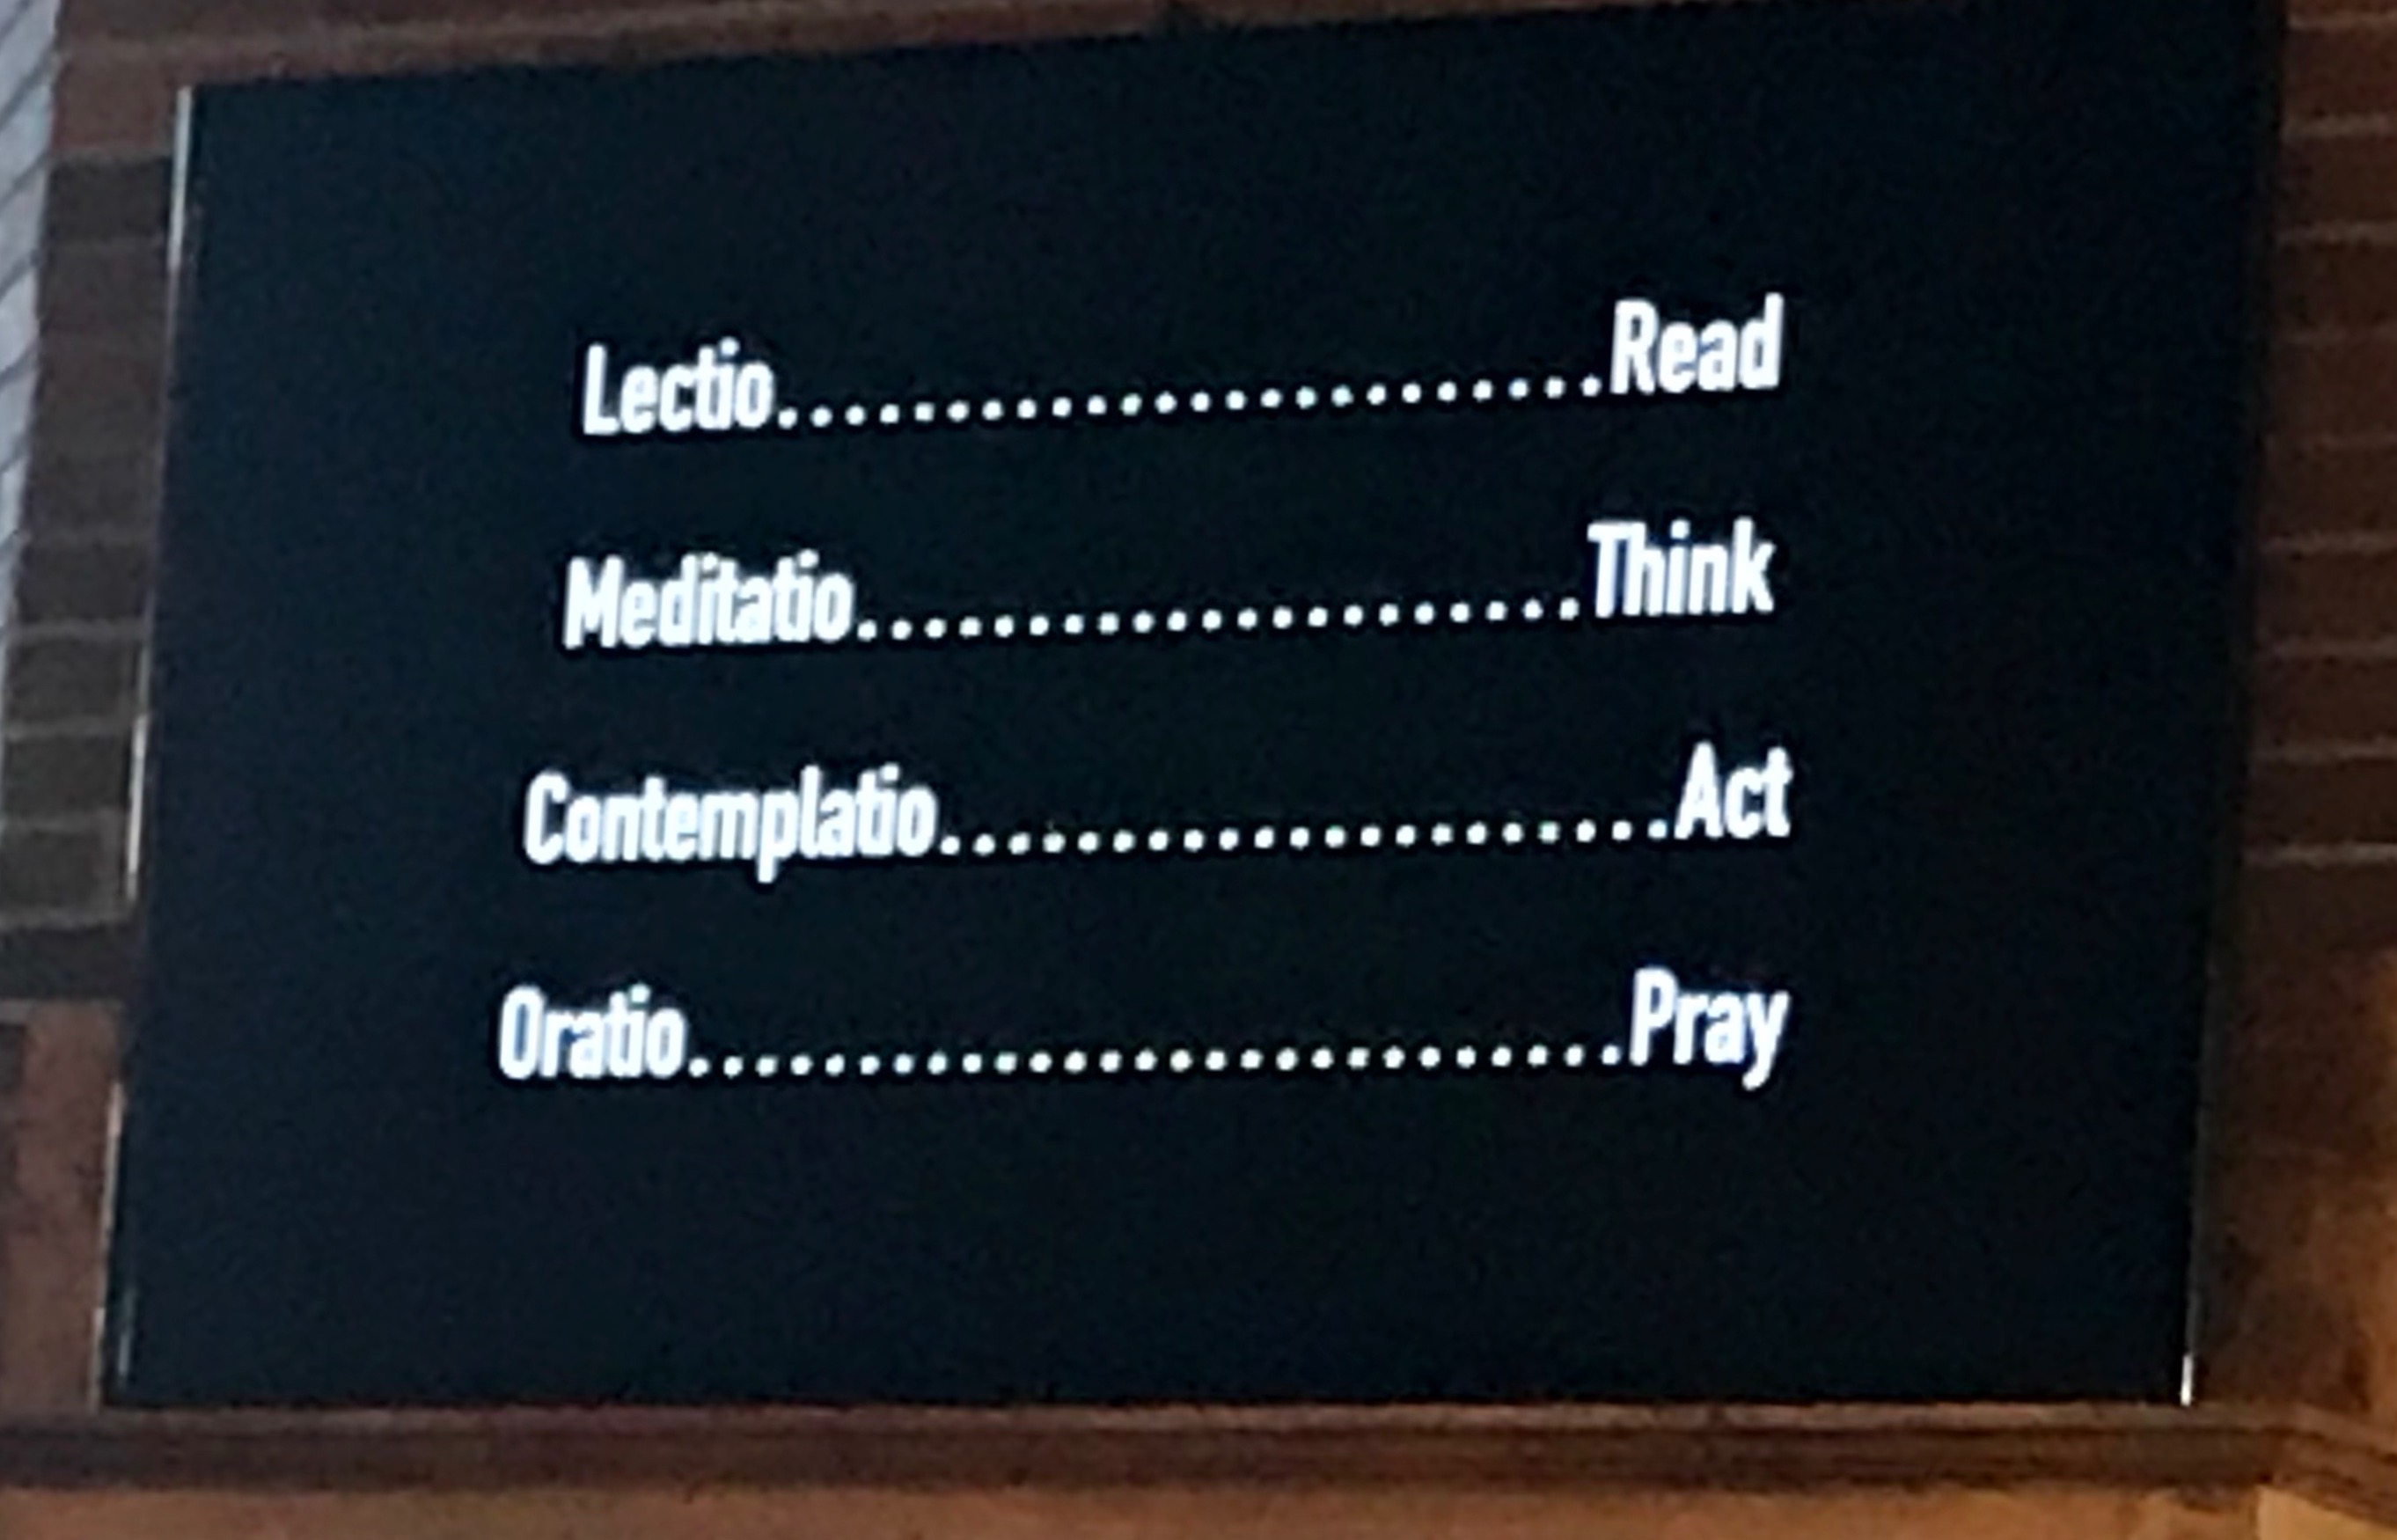 Lectio........................Read
Meditatio.....................Think
Contemplatio.....................Act
Oratio...........................Pray